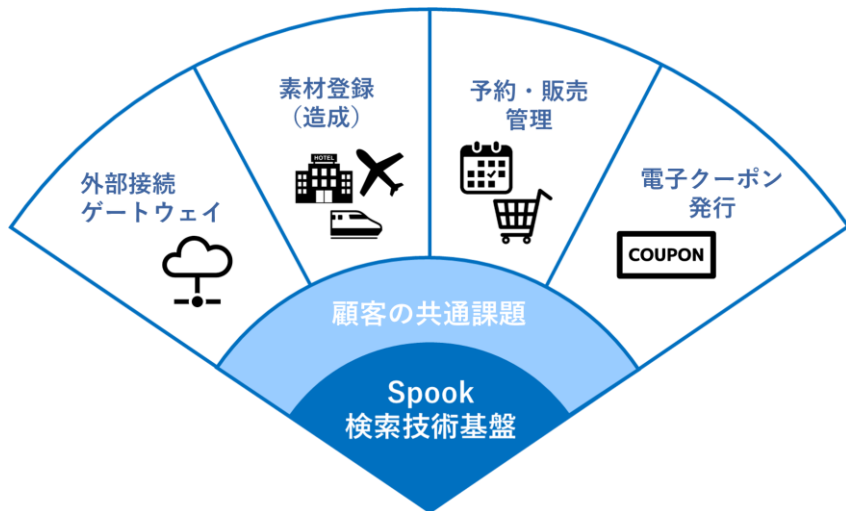 外部接続
ゲートウェイ
素材登録
（造成）
HOTEL
予約・販売
管理
電子クーポン
発行
COUPON
顧客の共通課題
Spook
検索技術基盤